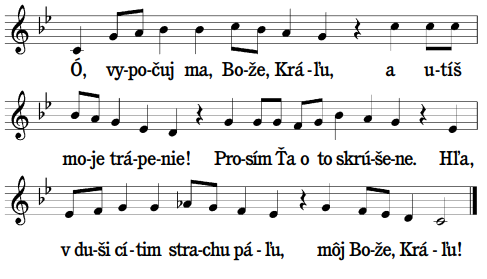 Ó, vy-po-čuj ma, Bo-že, Krá-ľu, a u-tíš
mo-je trá-pe-nie! Pro-sím Ťa o to skrú-še-ne. Hľa,
v du-ši cí-tim stra-chu pá-ľu, môj Bo-že, Krá-ľu!